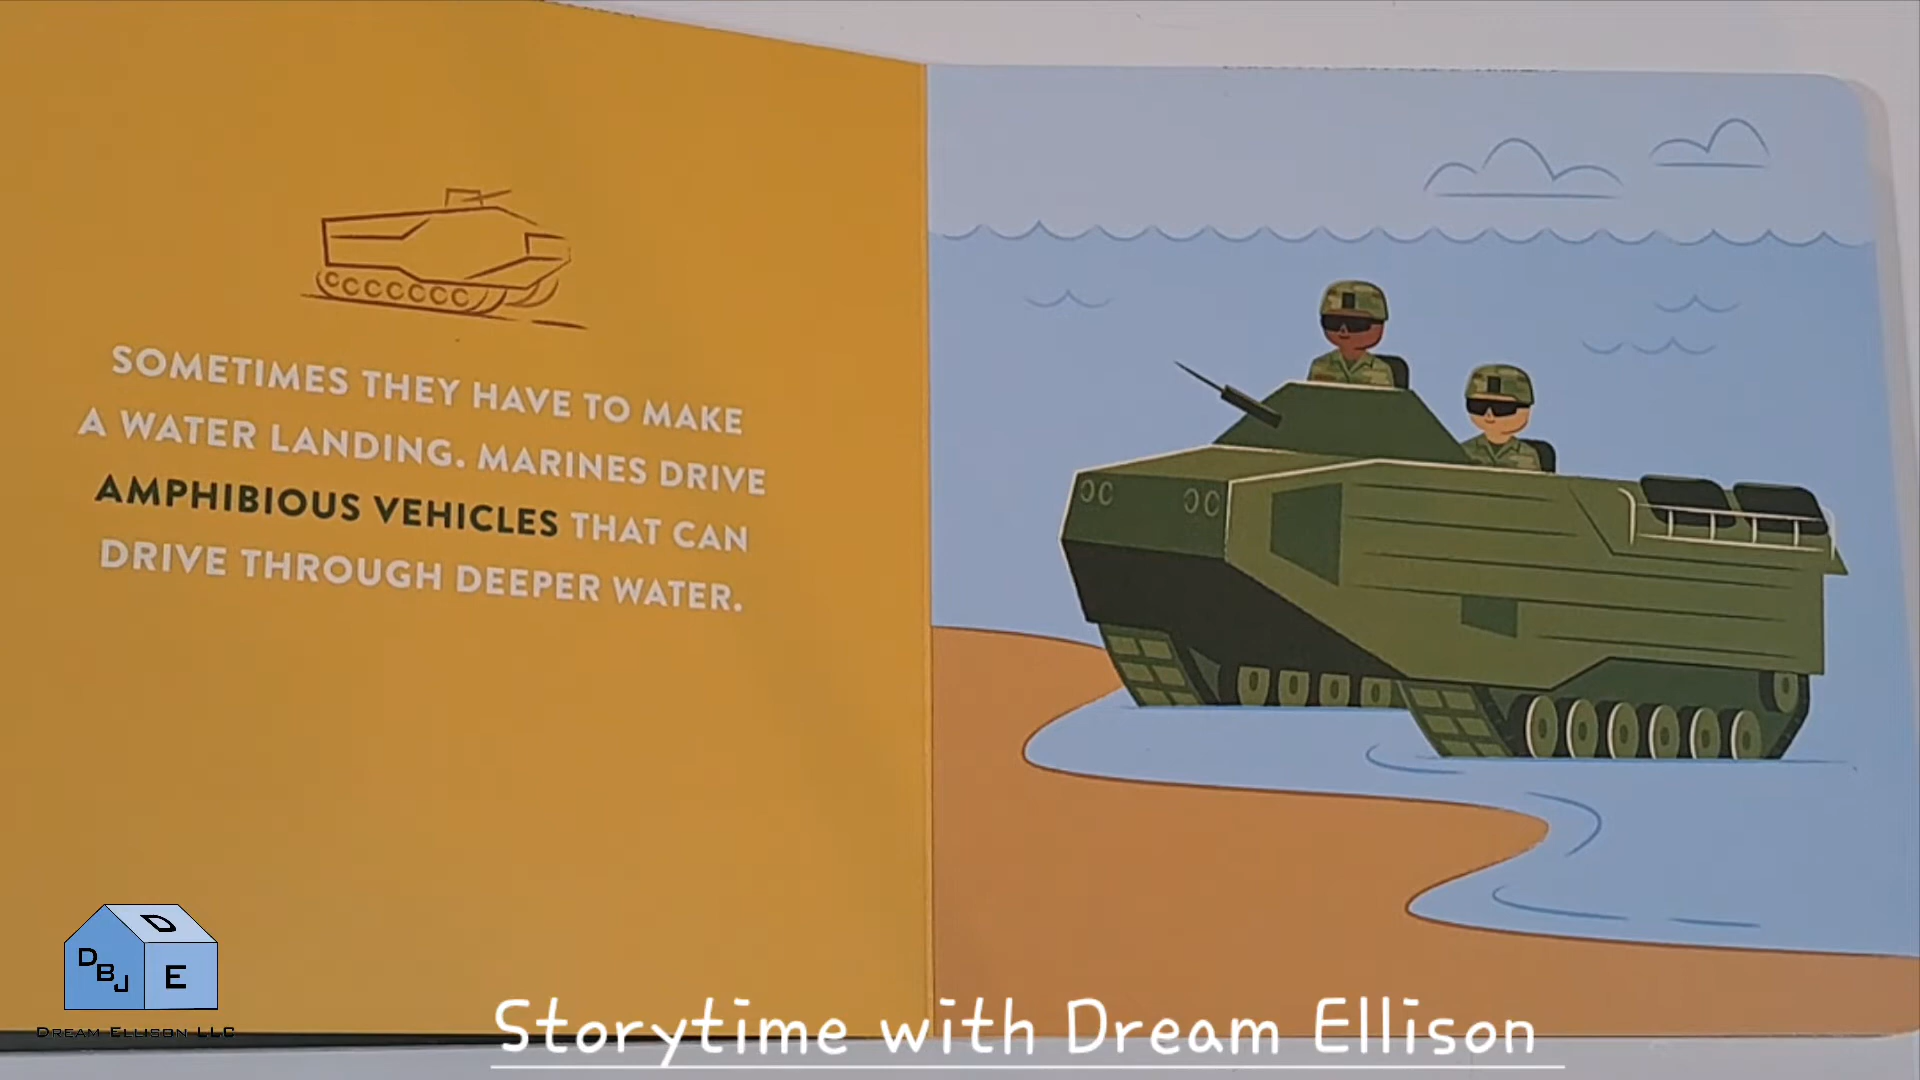 SOMETIMES THEY HAVE TO MAKE
A WATER LANDING. MARINES DRIVE
AMPHIBIOUS VEHICLES THAT CAN
DRIVE THROUGH DEEPER WATER.
D
DBJ E
DREAM ELLISON LLC
Storytime with Dream Ellison